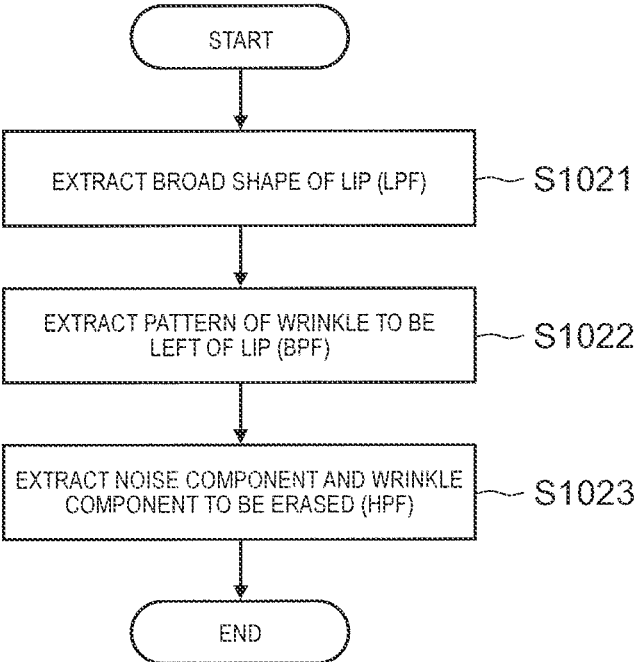 START
EXTRACT BROAD SHAPE OF LIP (LPF)
S1021
EXTRACT PATTERN OF WRINKLE TO BE
LEFT OF LIP (BPF)
S1022
EXTRACT NOISE COMPONENT AND WRINKLE
COMPONENT TO BE ERASED (HPF)
S1023
END